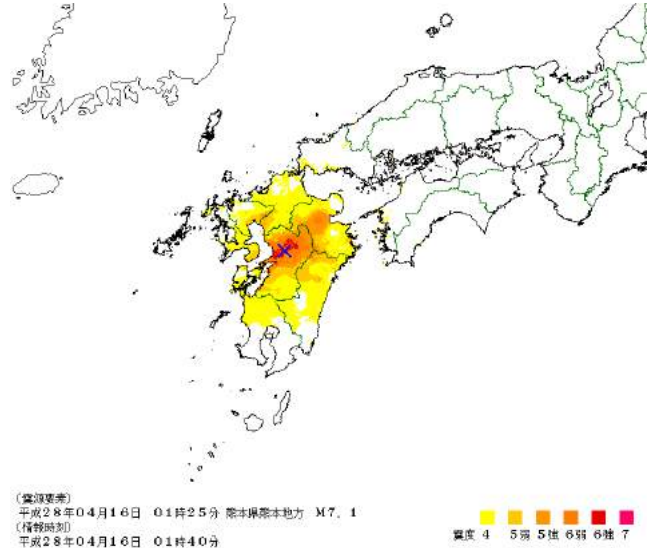 (震源要素)
平成28年04月16日 01時25分 熊本県熊本地方 M7.1
(情報時刻)
平成28年04月16日 01時40分
震度 4 5弱 5強 6弱 6強 7